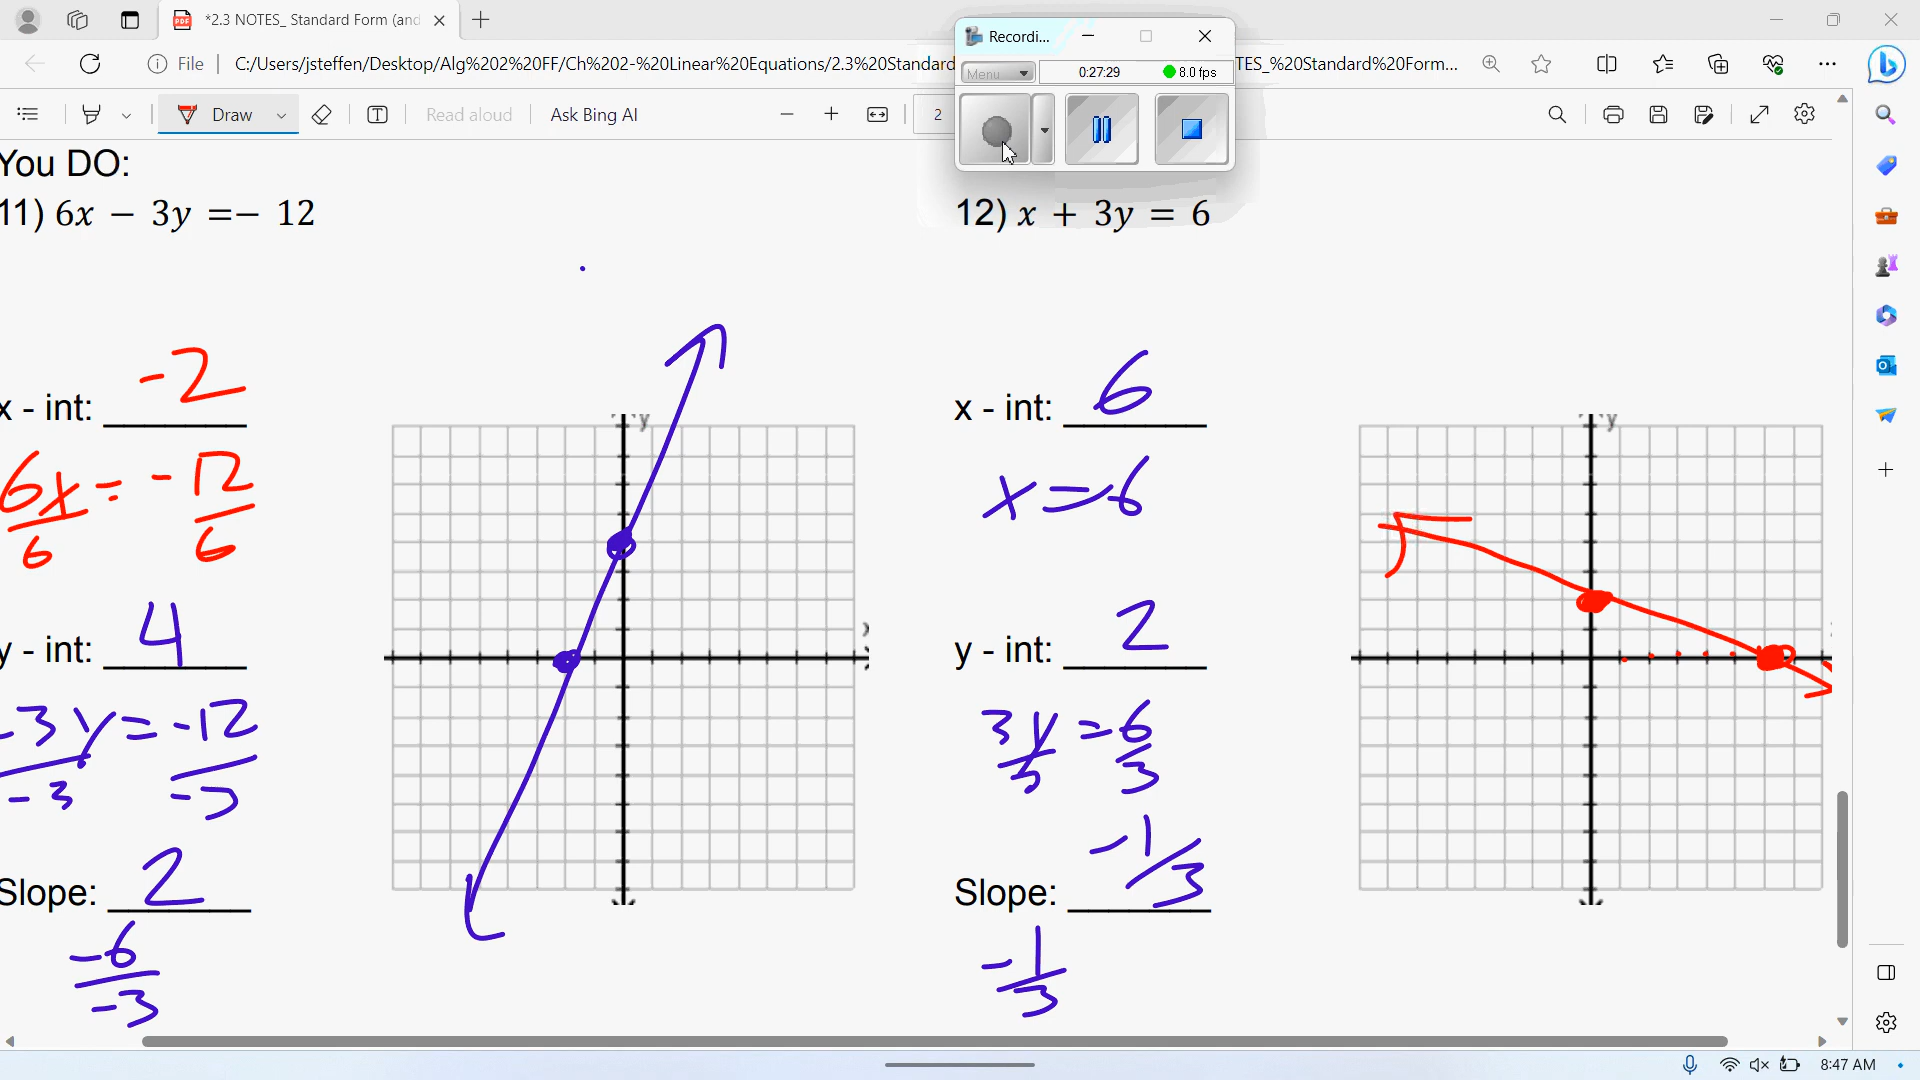 *2.3 NOTES_ Standard Form (and
Recordi...
File
C:/Users/jsteffen/Desktop/Alg%202%20FF/Ch%202-%20Linear%20Equations/2.3%20Standard
TES_%20Standard%20Form...
Menu
0:27:29
8.0 fps
Draw
Read aloud
Ask Bing AI
2
You DO:
11) 6x − 3y =− 12
12) x + 3y = 6
x - int: -2
6x = -12
6 6
y - int: 4
-3y = -12
-3 -3
Slope: 2
-6
-3
y
x
x - int: 6
x = 6
y - int: 2
3y = 6
3 3
Slope: -1/3
-1
3
y
8:47 AM